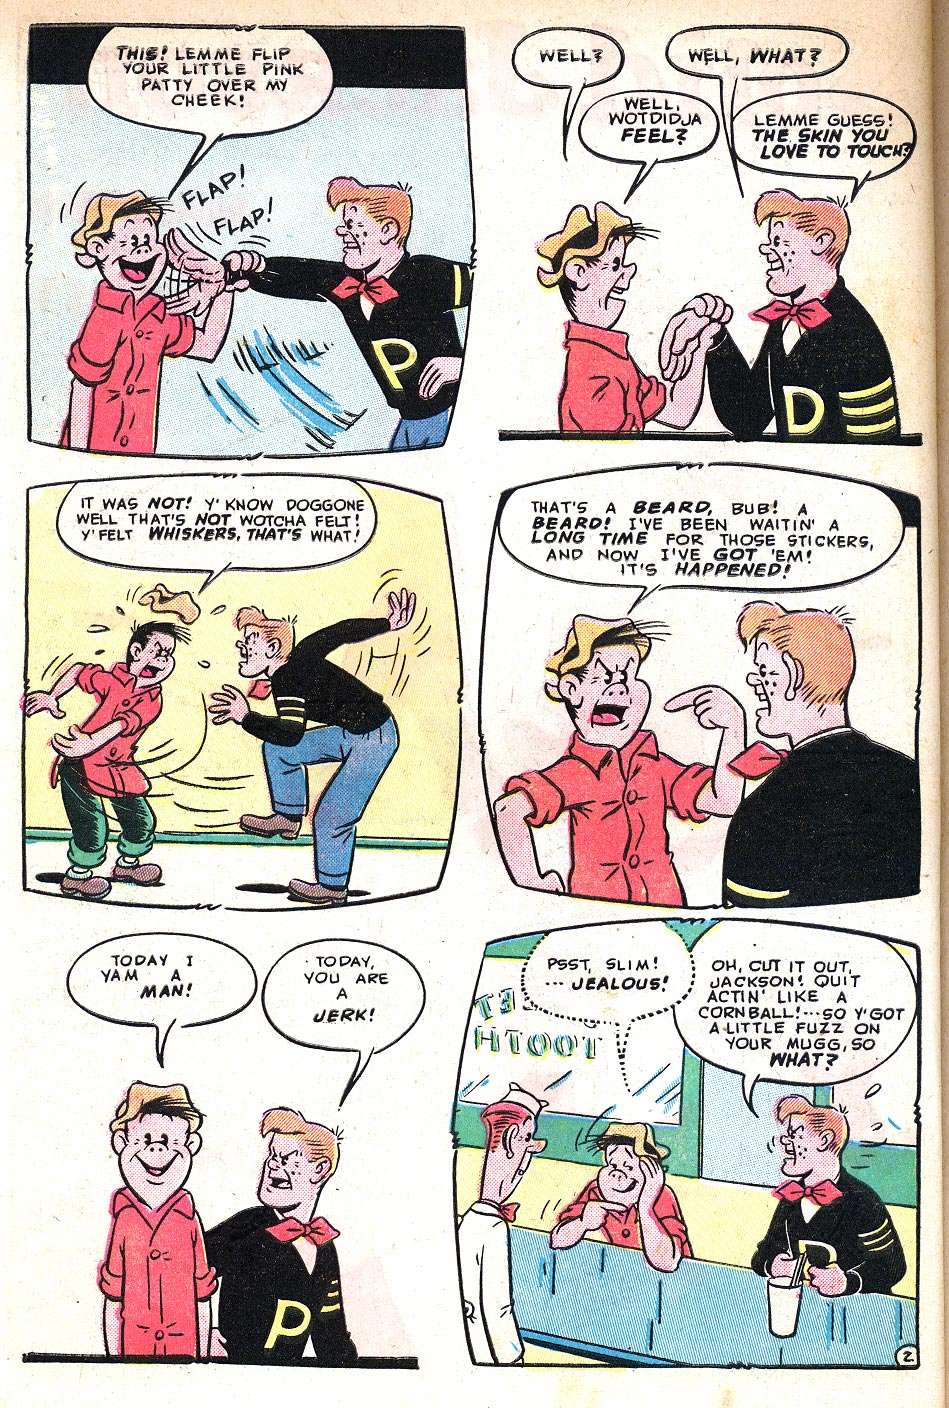 THIS! LEMME FLIP
YOUR LITTLE PINK
PATTY OVER MY
CHEEK!
FLAP!
FLAP!
P
WELL?
WELL, WHAT?
WELL,
WOTDIDJA
FEEL?
LEMME GUESS!
THE SKIN YOU
LOVE TO TOUCH?
D
IT WAS NOT! Y'KNOW DOGGONE
WELL THAT'S NOT WOTCHA FELT!
Y'FELT WHISKERS, THAT'S WHAT!
THAT'S A BEARD, BUB! A
BEARD! I'VE BEEN WAITIN' A
LONG TIME FOR THOSE STICKERS,
AND NOW I'VE GOT 'EM!
IT'S HAPPENED!
TODAY I
YAM A
MAN!
TODAY,
YOU ARE
A
JERK!
P
PSST, SLIM!
... JEALOUS!
OH, CUT IT OUT,
JACKSON! QUIT
ACTIN' LIKE A
CORNBALL!...SO Y'GOT
A LITTLE FUZZ ON
YOUR MUGG, SO
WHAT?
TOOTH
2